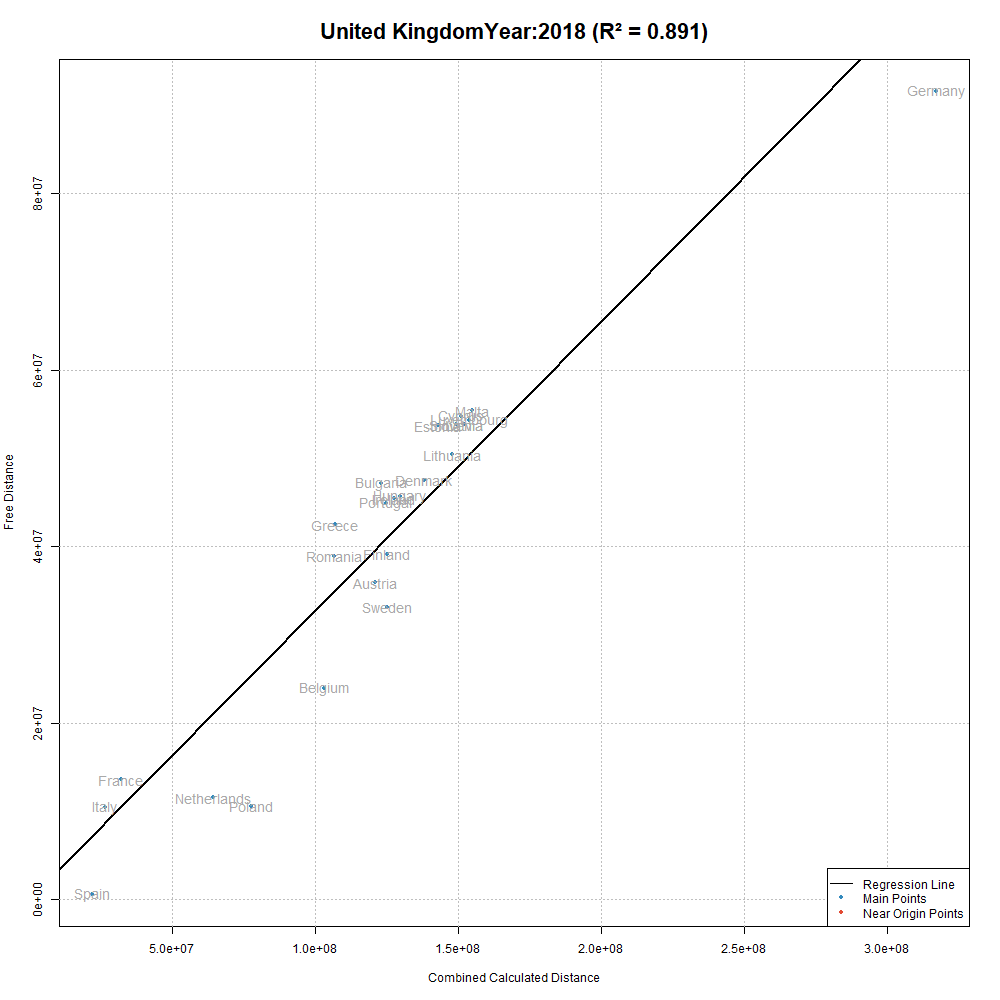 United KingdomYear:2018 (R² = 0.891)
Germany
8e+07
6e+07
Malta
Cyprus
Luxembourg
Estonia
Lithuania
Denmark
Bulgaria
Hungary
Ireland
Portugal
Greece
Finland
Romania
4e+07
Austria
Sweden
Belgium
2e+07
France
Netherlands
Italy
Poland
Spain
0e+00
Free Distance
5.0e+07
1.0e+08
1.5e+08
2.0e+08
2.5e+08
3.0e+08
Combined Calculated Distance
Regression Line
Main Points
Near Origin Points